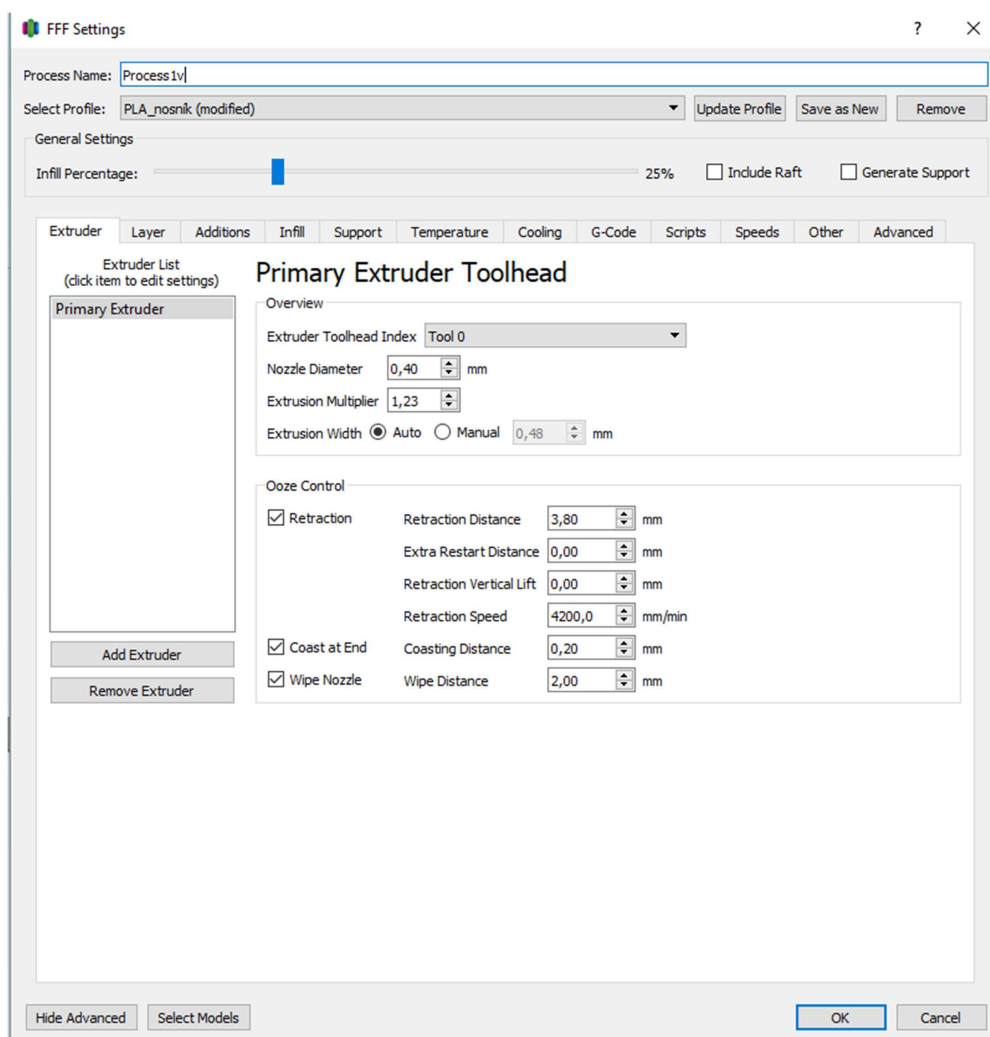 FFF Settings
?
Process Name: Process1v
Select Profile: PLA_nosník (modified) Update Profile Save as New Remove
General Settings
Infill Percentage: 25% Include Raft Generate Support
Extruder Layer Additions Infill Support Temperature Cooling G-Code Scripts Speeds Other Advanced
Extruder List
(click item to edit settings)
Primary Extruder
Add Extruder
Remove Extruder
Primary Extruder Toolhead
Overview
Extruder Toolhead Index Tool 0
Nozzle Diameter 0,40 mm
Extrusion Multiplier 1,23
Extrusion Width Auto Manual 0,48 mm
Ooze Control
Retraction Retraction Distance 3,80 mm
Extra Restart Distance 0,00 mm
Retraction Vertical Lift 0,00 mm
Retraction Speed 4200,0 mm/min
Coast at End Coasting Distance 0,20 mm
Wipe Nozzle Wipe Distance 2,00 mm
Hide Advanced Select Models OK Cancel